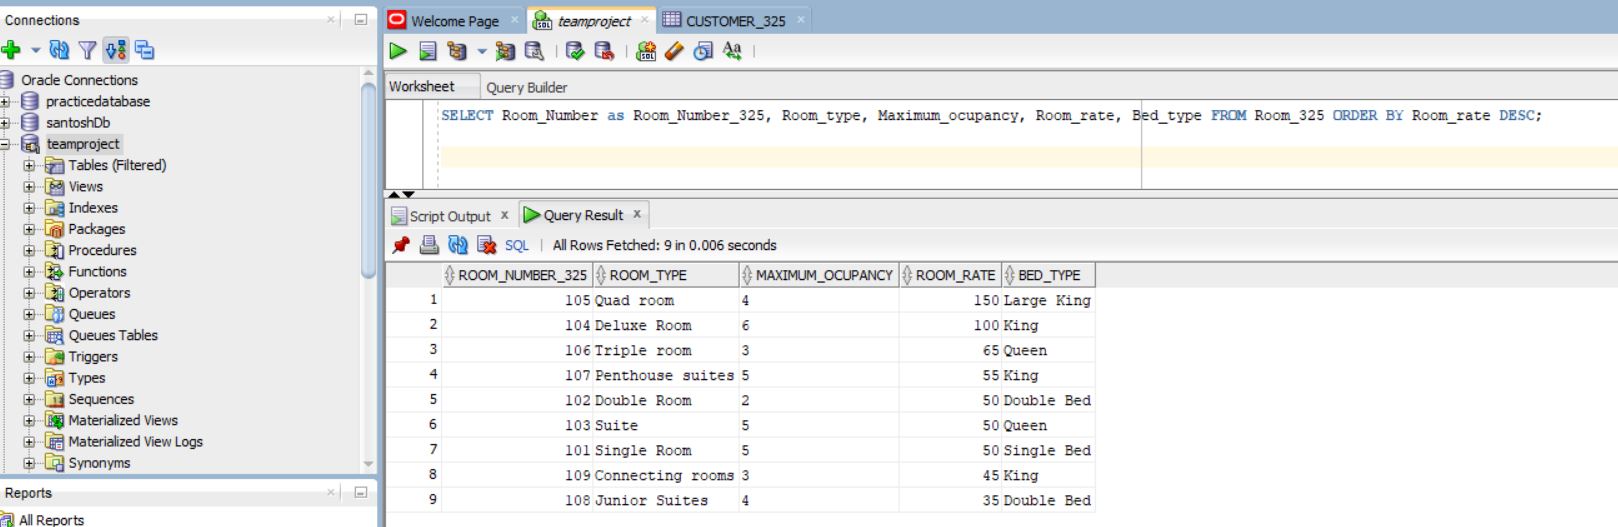 Connections
Oracle Connections
practicedatabase
santoshDb
teamproject
Tables (Filtered)
Views
Indexes
Packages
Procedures
Functions
Operators
Queues
Queues Tables
Triggers
Types
Sequences
Materialized Views
Materialized View Logs
Synonyms
Reports
All Reports
Welcome Page teamproject CUSTOMER_325
Worksheet Query Builder
SELECT Room_Number as Room_Number_325, Room_type, Maximum_ocupancy, Room_rate, Bed_type FROM Room_325 ORDER BY Room_rate DESC;
Script Output x Query Result x
SQL | All Rows Fetched: 9 in 0.006 seconds
ROOM_NUMBER_325 ROOM_TYPE MAXIMUM_OCUPANCY ROOM_RATE BED_TYPE
1 105 Quad room 4 150 Large King
2 104 Deluxe Room 6 100 King
3 106 Triple room 3 65 Queen
4 107 Penthouse suites 5 55 King
5 102 Double Room 2 50 Double Bed
6 103 Suite 5 50 Queen
7 101 Single Room 5 50 Single Bed
8 109 Connecting rooms 3 45 King
9 108 Junior Suites 4 35 Double Bed